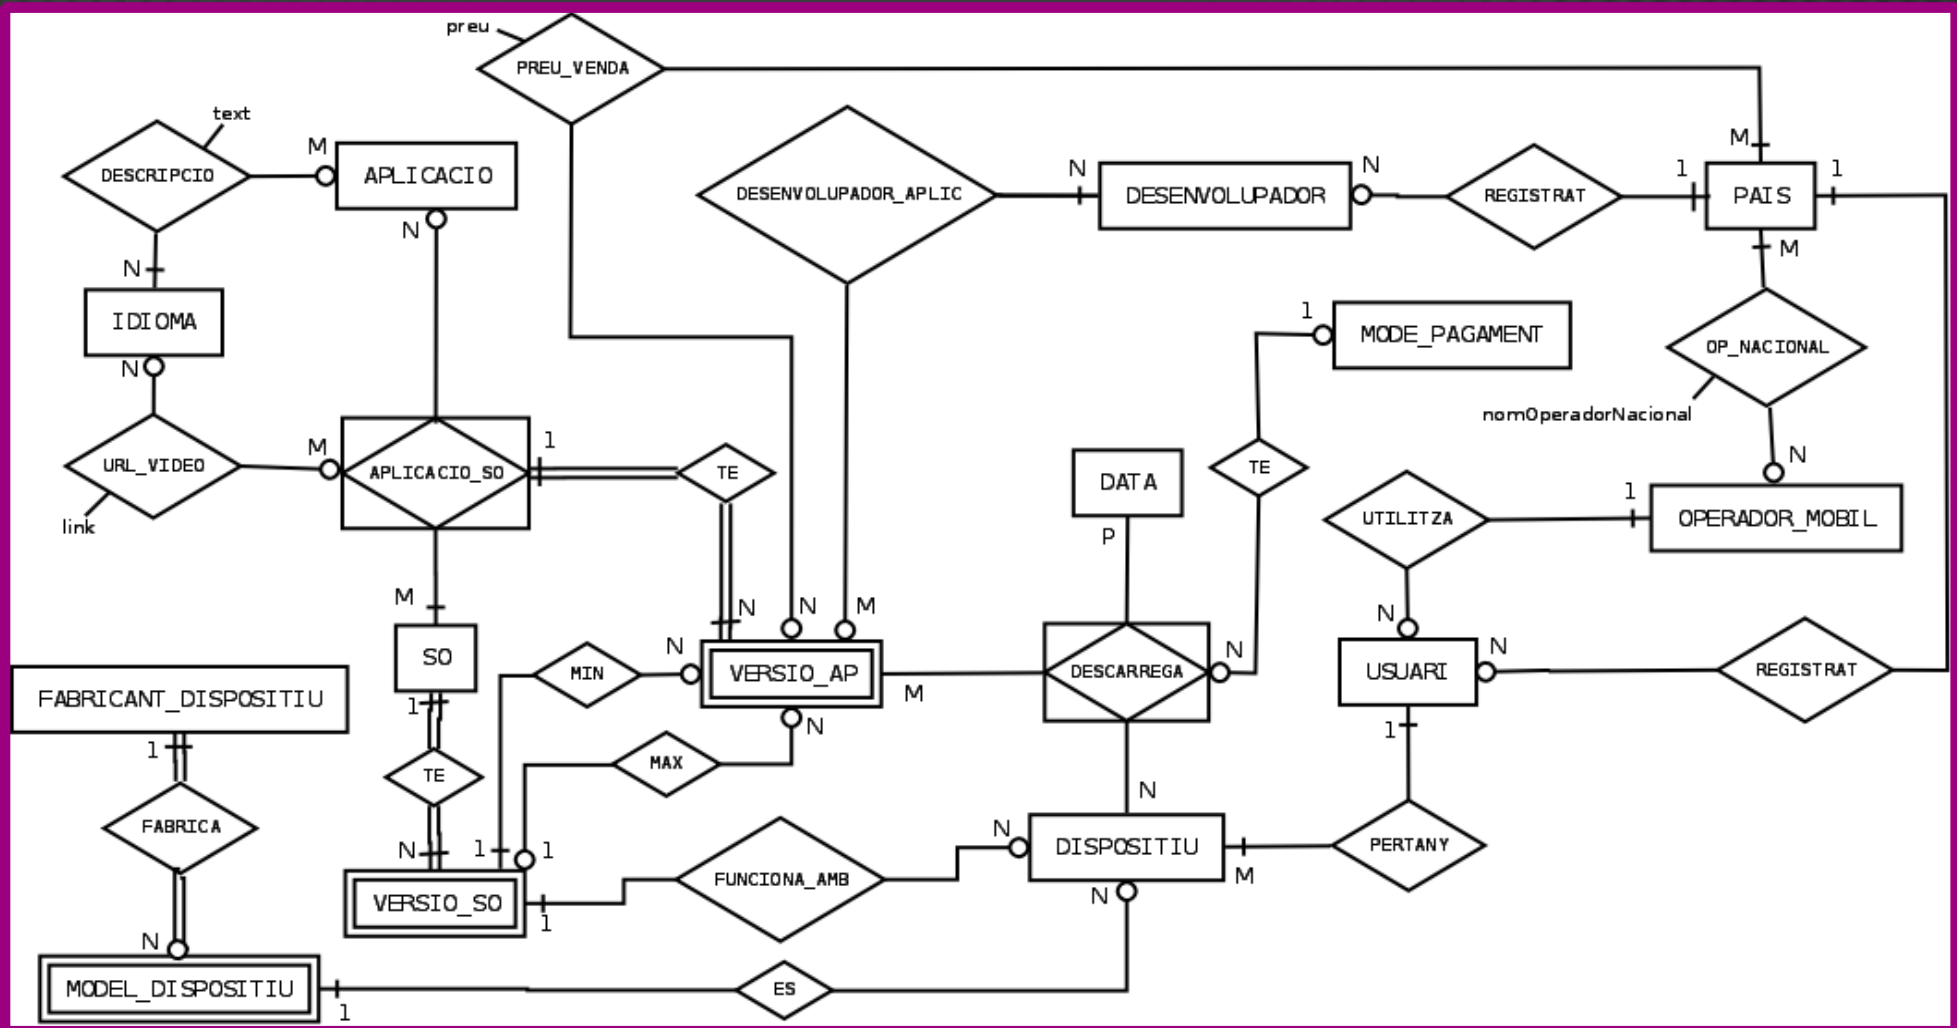 preu
PREU_VENDA
text
M
M
DESCRIPCIO
APLICACIO
N
N
1
1
DESENVOLUPADOR_APLIC
DESENVOLUPADOR
REGISTRAT
PAIS
N
N
M
IDIOMA
1
MODE_PAGAMENT
OP_NACIONAL
N
nomOperadorNacional
M
1
N
URL_VIDEO
APLICACIO_SO
TE
TE
DATA
1
UTILITZA
OPERADOR_MOBIL
link
P
M
N
N
M
N
N
N
N
SO
MIN
VERSIO_AP
DESCARREGA
USUARI
REGISTRAT
FABRICANT_DISPOSITIU
M
1
N
1
1
MAX
TE
N
FABRICA
N
N
1
1
DISPOSITIU
PERTANY
M
FUNCIONA_AMB
N
VERSIO_SO
1
N
MODEL_DISPOSITIU
ES
1